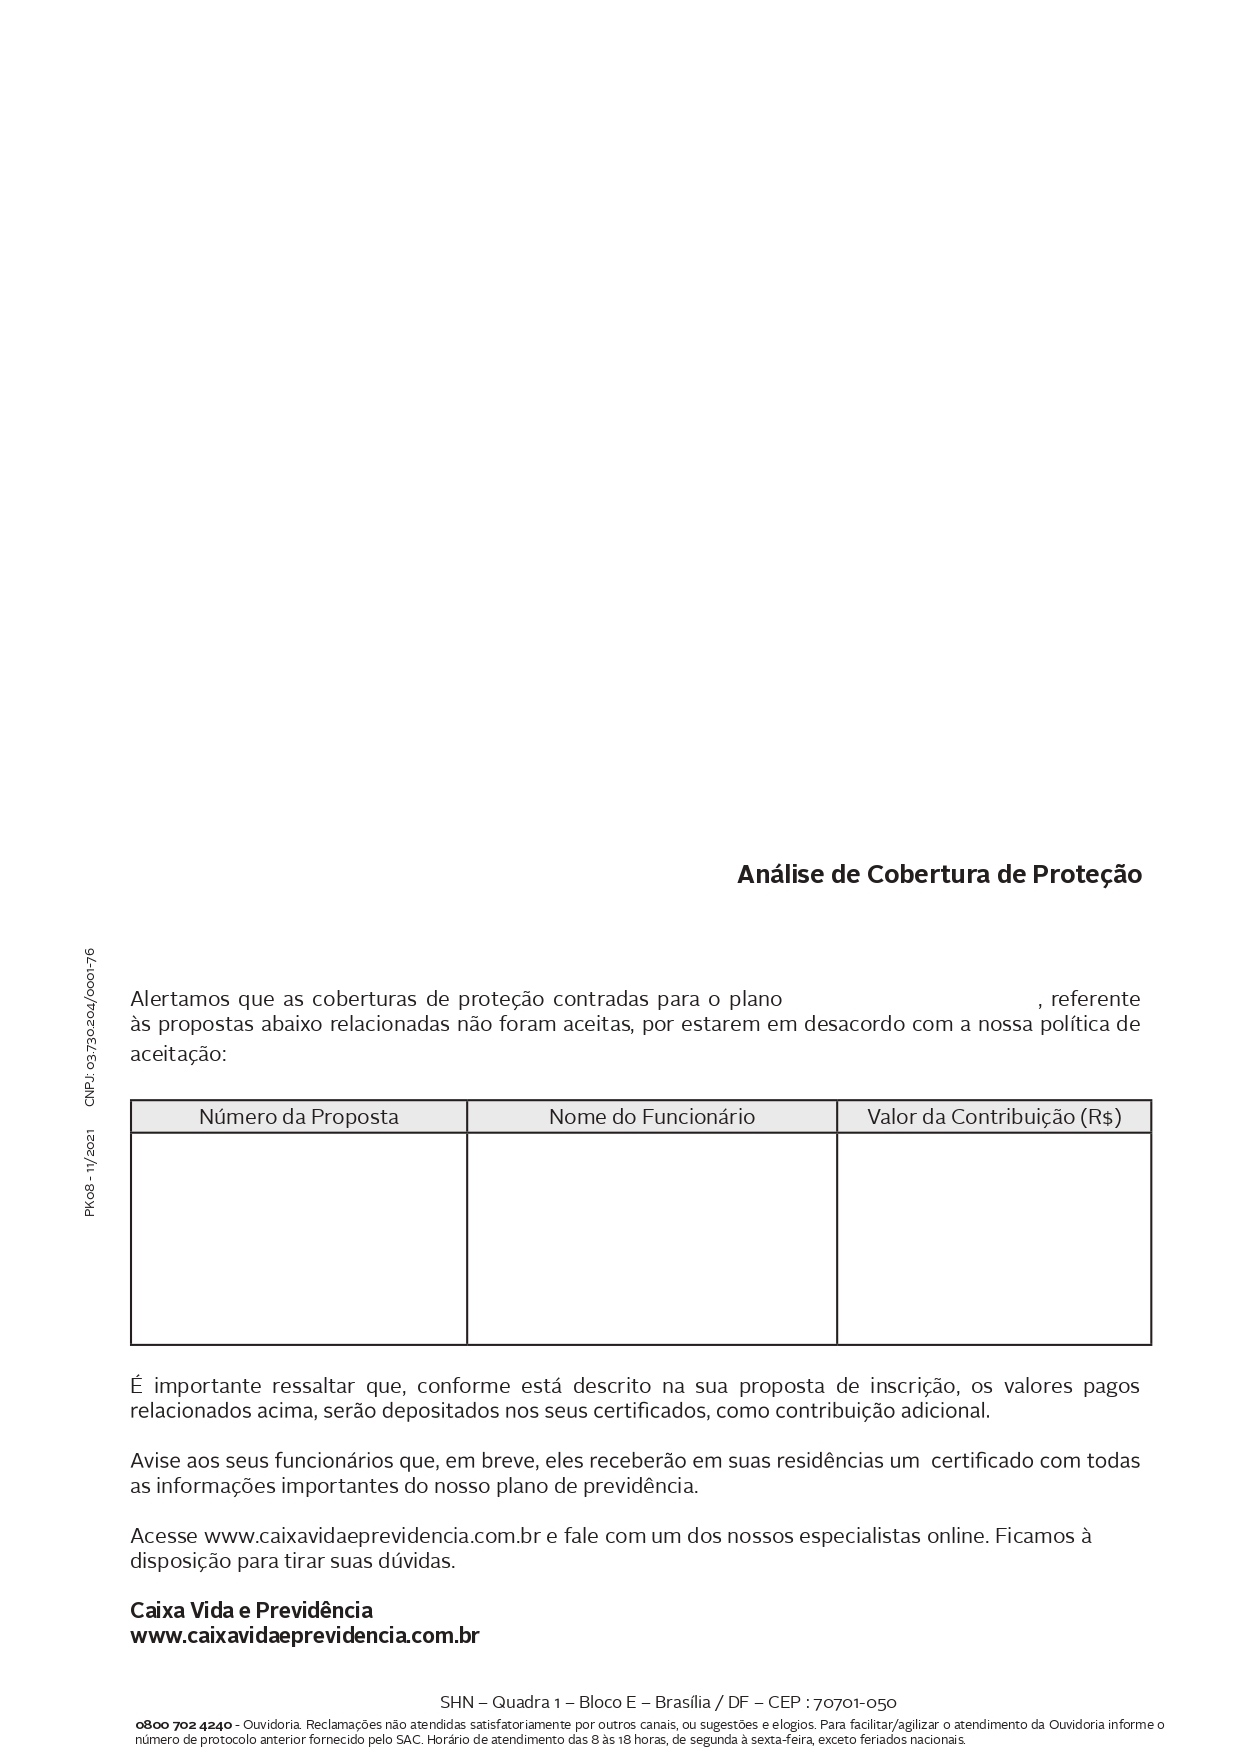 Análise de Cobertura de Proteção
PK08 - 11/2021 CNPJ: 03.730.204/0001-76
Alertamos que as coberturas de proteção contradas para o plano , referente
às propostas abaixo relacionadas não foram aceitas, por estarem em desacordo com a nossa política de
aceitação:
Número da Proposta Nome do Funcionário Valor da Contribuição (R$)
É importante ressaltar que, conforme está descrito na sua proposta de inscrição, os valores pagos
relacionados acima, serão depositados nos seus certificados, como contribuição adicional.
Avise aos seus funcionários que, em breve, eles receberão em suas residências um certificado com todas
as informações importantes do nosso plano de previdência.
Acesse www.caixavidaeprevidencia.com.br e fale com um dos nossos especialistas online. Ficamos à
disposição para tirar suas dúvidas.
Caixa Vida e Previdência
www.caixavidaeprevidencia.com.br
SHN – Quadra 1 – Bloco E – Brasília / DF – CEP : 70701-050
0800 702 4240 - Ouvidoria. Reclamações não atendidas satisfatoriamente por outros canais, ou sugestões e elogios. Para facilitar/agilizar o atendimento da Ouvidoria informe o
número de protocolo anterior fornecido pelo SAC. Horário de atendimento das 8 às 18 horas, de segunda à sexta-feira, exceto feriados nacionais.